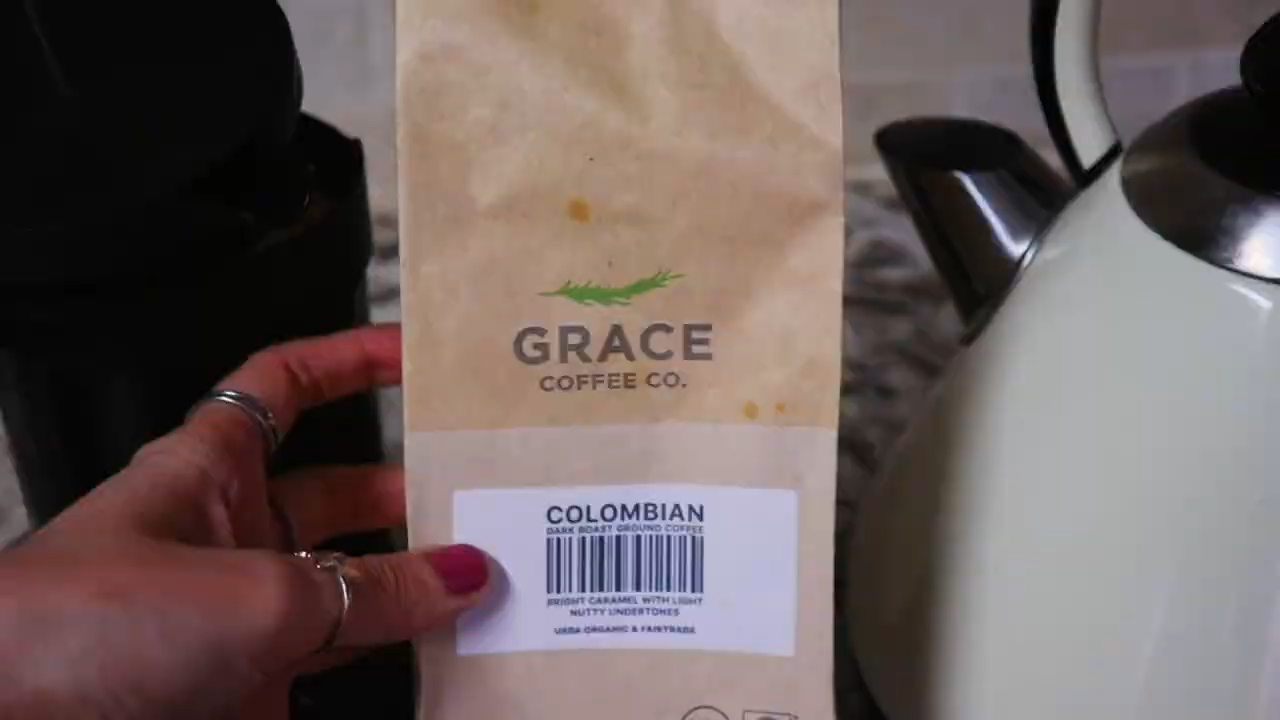 GRACE
COFFEE CO.
COLOMBIAN
DARK ROAST GROUND COFFEE
BRIGHT CARAMEL WITH LIGHT
NUTTY UNDERTONES
USDA ORGANIC & FAIRTRADE